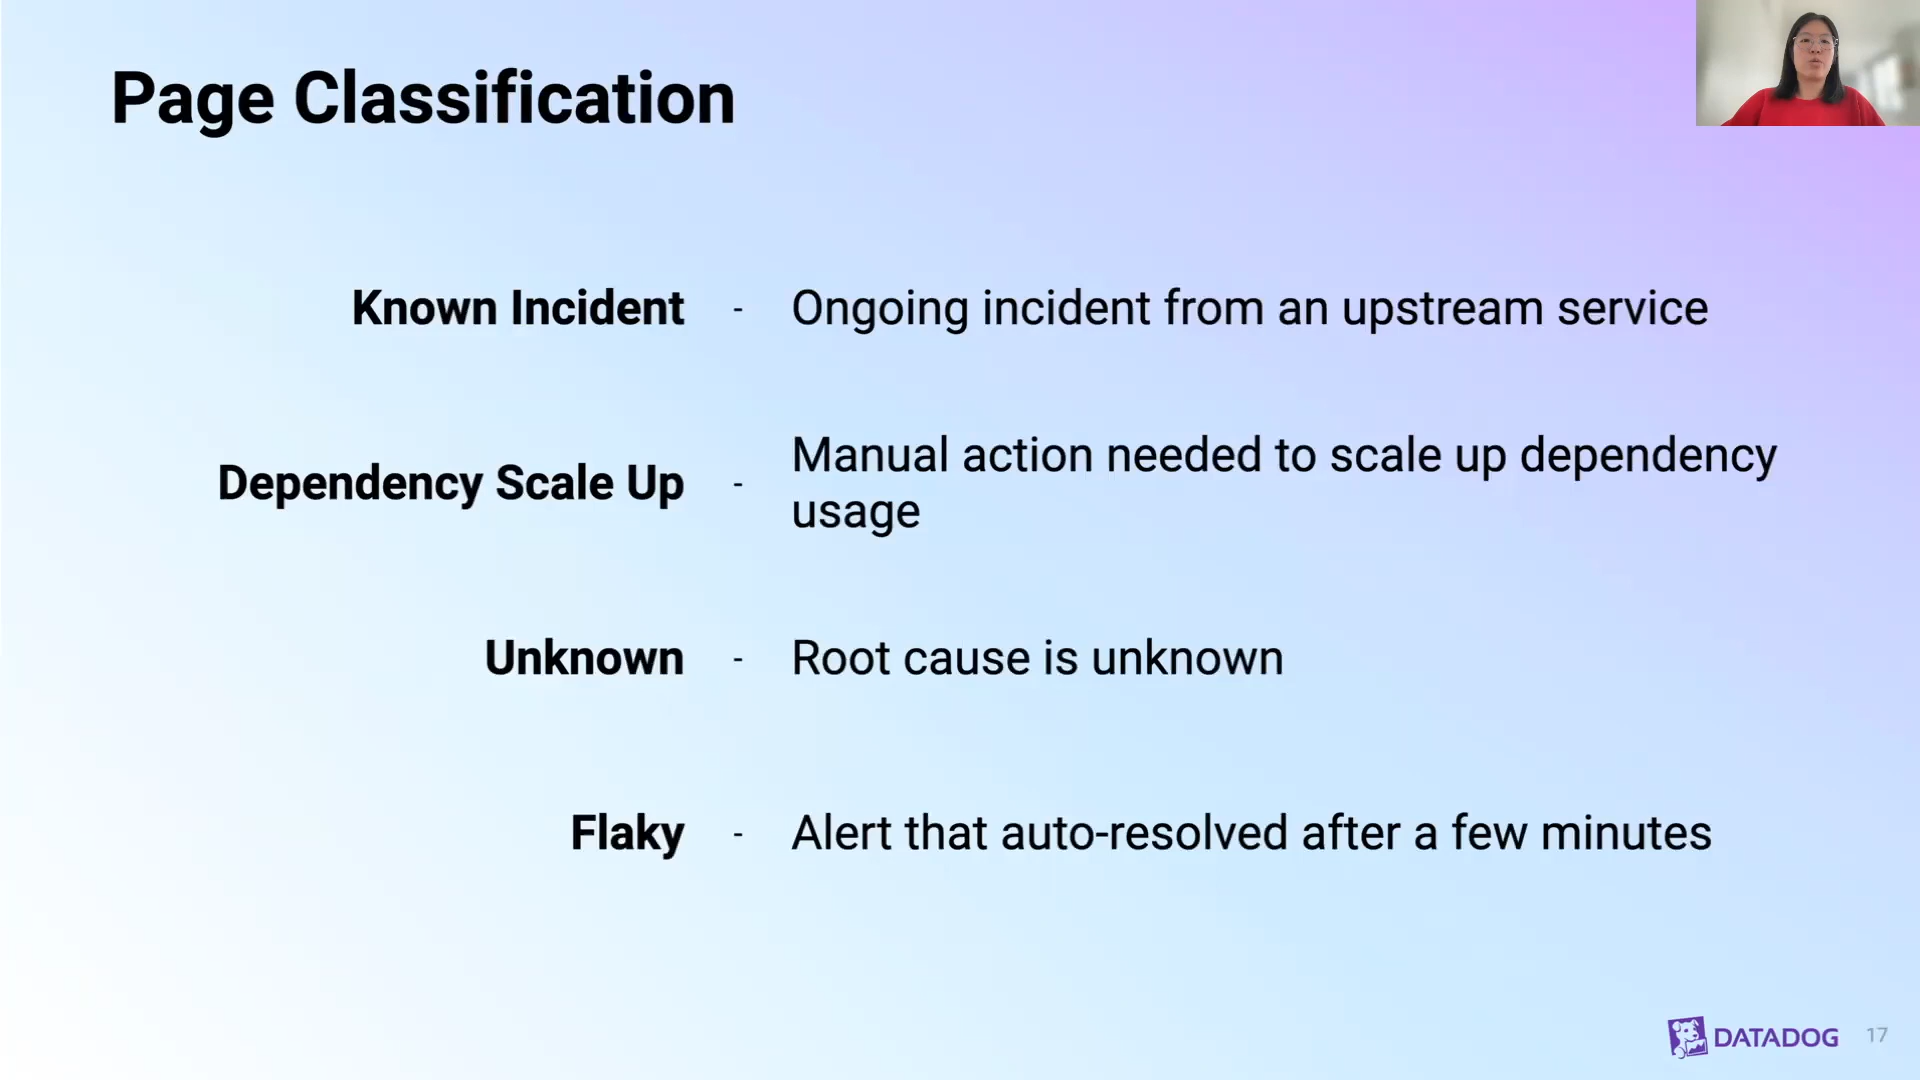 Page Classification
Known Incident - Ongoing incident from an upstream service
Dependency Scale Up - Manual action needed to scale up dependency
usage
Unknown - Root cause is unknown
Flaky - Alert that auto-resolved after a few minutes
DATADOG 17